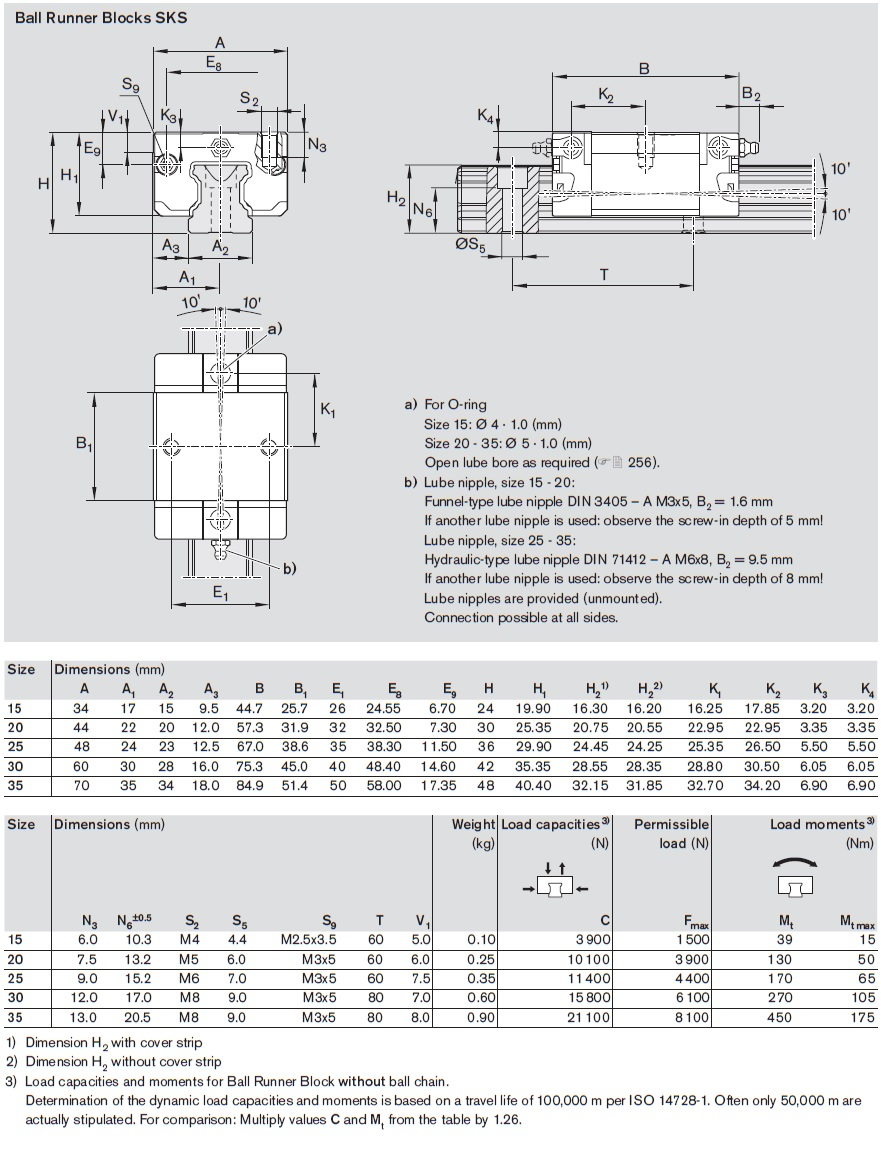 Ball Runner Blocks SKS
A
E8
S9
S2
V1
K3
E9
N3
H
H1
A3
A2
A1
B
K2
B2
K4
10'
H2
N6
10'
ØS5
T
10'
10'
a)
K1
B1
b)
E1
a) For O-ring
Size 15: Ø 4 · 1.0 (mm)
Size 20 - 35: Ø 5 · 1.0 (mm)
Open lube bore as required (☞ 256).
b) Lube nipple, size 15 - 20:
Funnel-type lube nipple DIN 3405 – A M3x5, B2 = 1.6 mm
If another lube nipple is used: observe the screw-in depth of 5 mm!
Lube nipple, size 25 - 35:
Hydraulic-type lube nipple DIN 71412 – A M6x8, B2 = 9.5 mm
If another lube nipple is used: observe the screw-in depth of 8 mm!
Lube nipples are provided (unmounted).
Connection possible at all sides.
Size Dimensions (mm)
A A1 A2 A3 B B1 E1 E8 E9 H H1 H2 1) H2 2) K1 K2 K3 K4
15 34 17 15 9.5 44.7 25.7 26 24.55 6.70 24 19.90 16.30 16.20 16.25 17.85 3.20 3.20
20 44 22 20 12.0 57.3 31.9 32 32.50 7.30 30 25.35 20.75 20.55 22.95 22.95 3.35 3.35
25 48 24 23 12.5 67.0 38.6 35 38.30 11.50 36 29.90 24.45 24.25 25.35 26.50 5.50 5.50
30 60 30 28 16.0 75.3 45.0 40 48.40 14.60 42 35.35 28.55 28.35 28.80 30.50 6.05 6.05
35 70 35 34 18.0 84.9 51.4 50 58.00 17.35 48 40.40 32.15 31.85 32.70 34.20 6.90 6.90
Size Dimensions (mm) Weight Load capacities 3) Permissible Load moments 3)
(kg) (N) load (N) (Nm)
N3 N6 ±0.5 S2 S5 S9 T V1 C Fmax Mt Mt max
15 6.0 10.3 M4 4.4 M2.5x3.5 60 5.0 0.10 3900 1500 39 15
20 7.5 13.2 M5 6.0 M3x5 60 6.0 0.25 10100 3900 130 50
25 9.0 15.2 M6 7.0 M3x5 60 7.5 0.35 11400 4400 170 65
30 12.0 17.0 M8 9.0 M3x5 80 7.0 0.60 15800 6100 270 105
35 13.0 20.5 M8 9.0 M3x5 80 8.0 0.90 21100 8100 450 175
1) Dimension H2 with cover strip
2) Dimension H2 without cover strip
3) Load capacities and moments for Ball Runner Block without ball chain.
Determination of the dynamic load capacities and moments is based on a travel life of 100,000 m per ISO 14728-1. Often only 50,000 m are
actually stipulated. For comparison: Multiply values C and Mt from the table by 1.26.